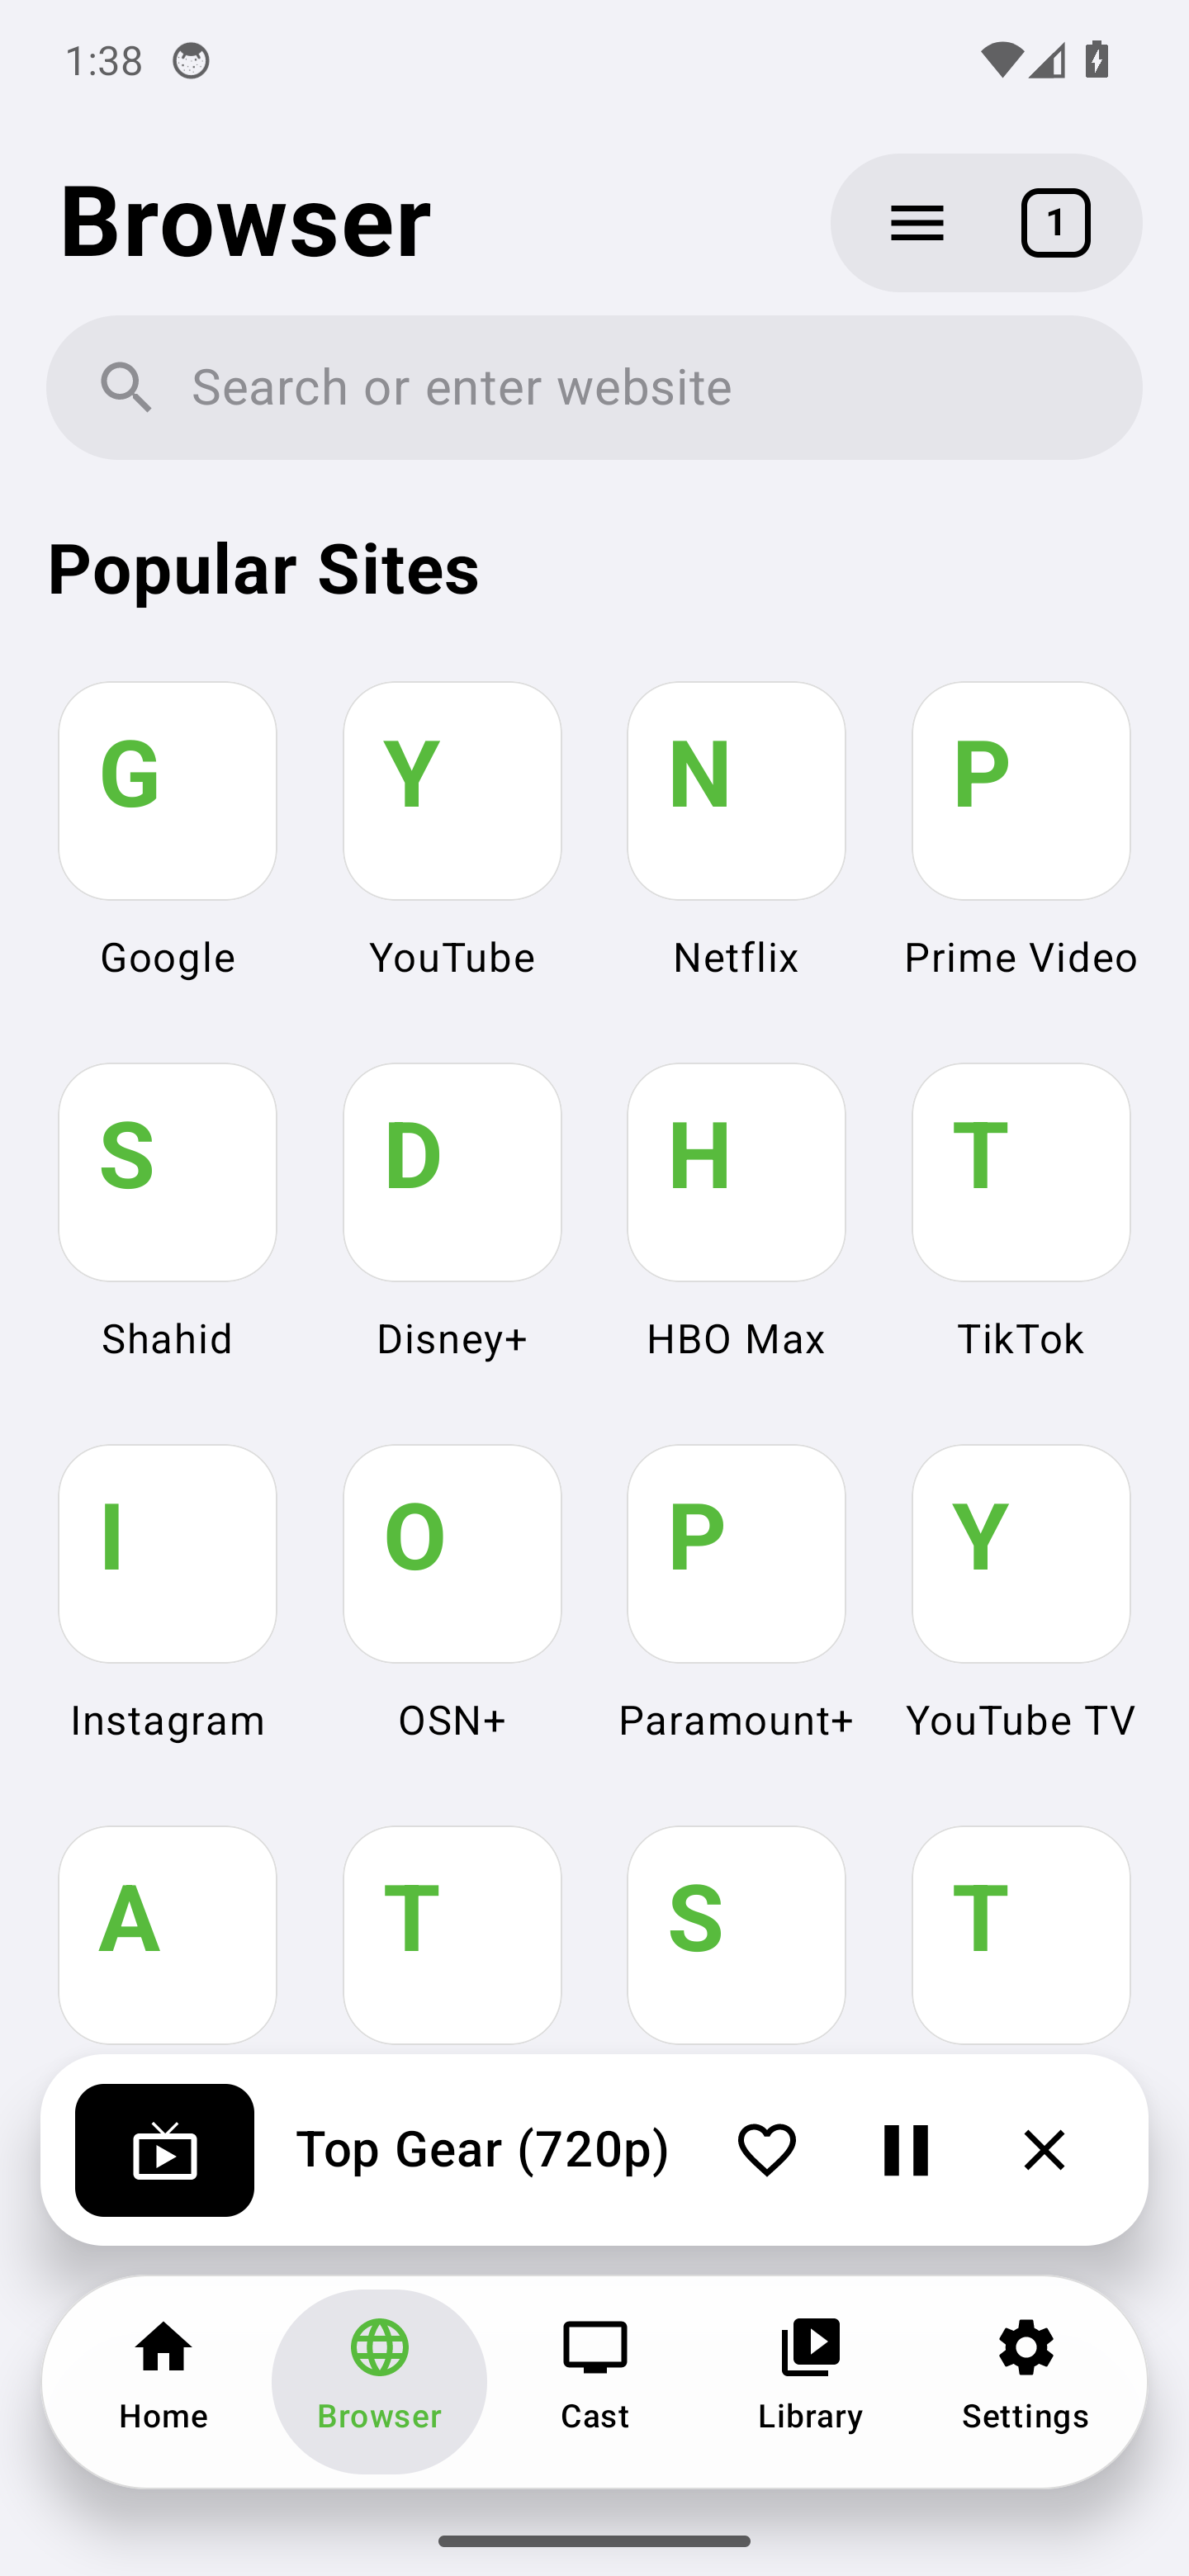 1:38
Browser
1
Search or enter website
Popular Sites
G Y N P
Google YouTube Netflix Prime Video
S D H T
Shahid Disney+ HBO Max TikTok
I O P Y
Instagram OSN+ Paramount+ YouTube TV
A T S T
Top Gear (720p)
Home Browser Cast Library Settings